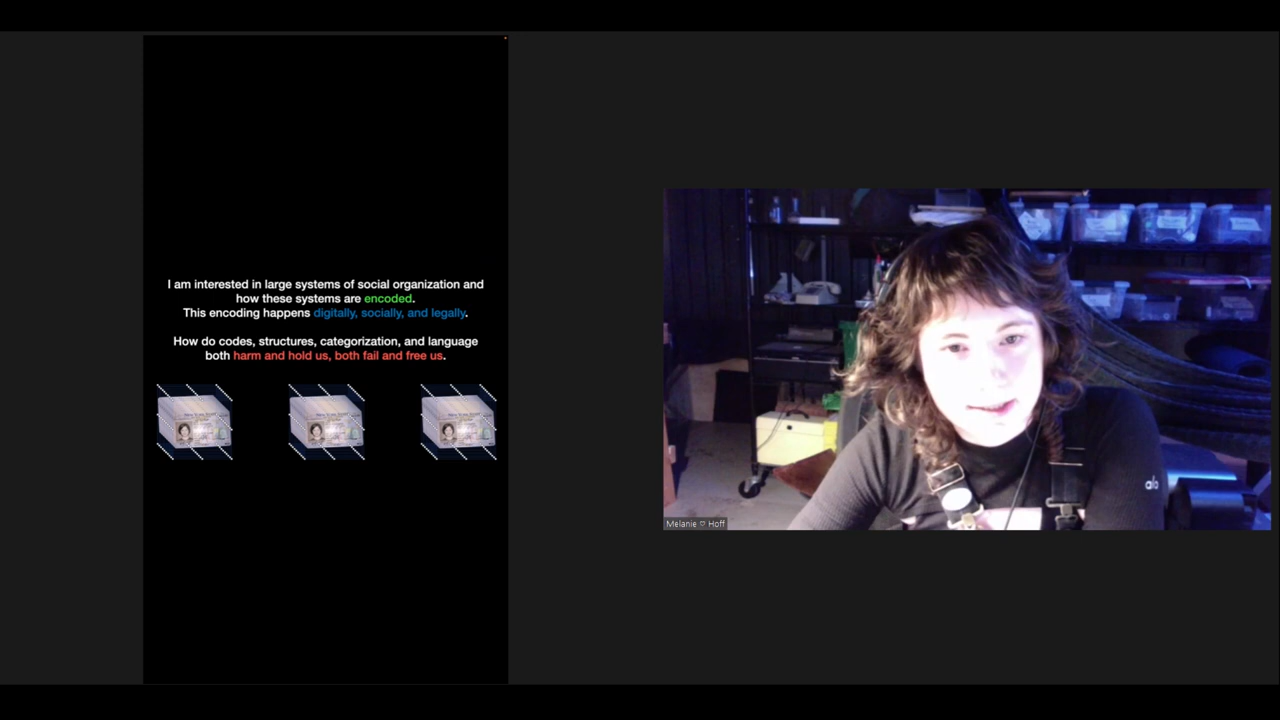 I am interested in large systems of social organization and
how these systems are encoded.
This encoding happens digitally, socially, and legally.
How do codes, structures, categorization, and language
both harm and hold us, both fail and free us.
Melanie ♡ Hoff